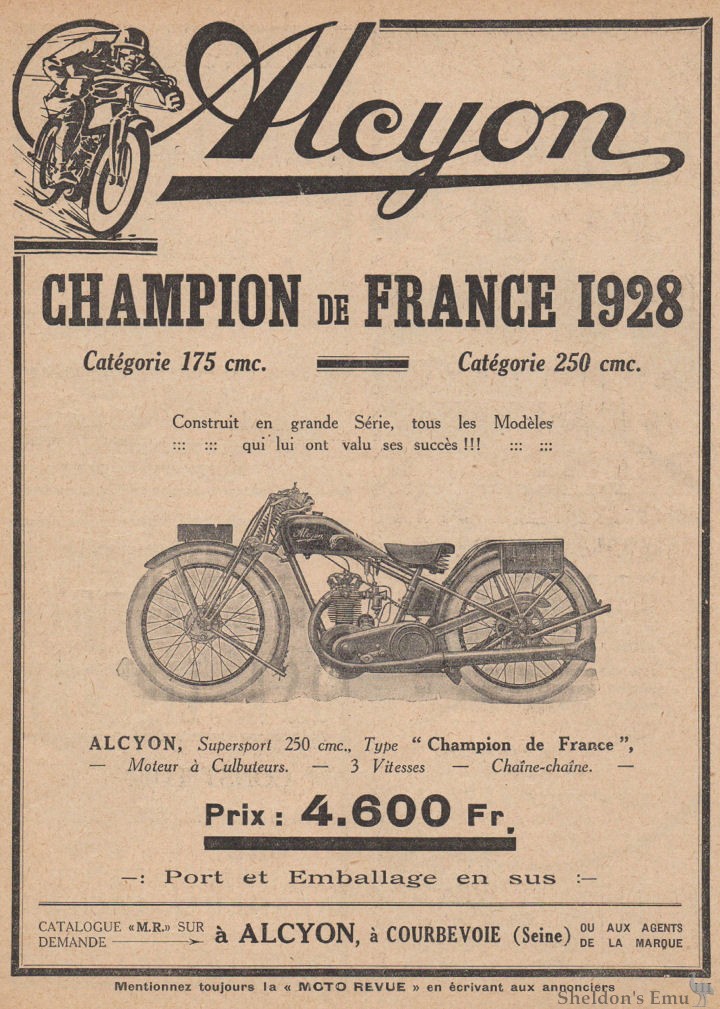 Alcyon
CHAMPION DE FRANCE 1928
Catégorie 175 cmc. Catégorie 250 cmc.
Construit en grande Série, tous les Modèles
::: ::: qui lui ont valu ses succès !!! ::: :::
Alcyon
ALCYON, Supersport 250 cmc., Type “ Champion de France ”,
— Moteur à Culbuteurs. — 3 Vitesses — Chaîne-chaîne. —
Prix : 4.600 Fr.
—: Port et Emballage en sus :—
CATALOGUE «M.R.» SUR
DEMANDE
à ALCYON, à COURBEVOIE (Seine)
OU AUX AGENTS
DE LA MARQUE
Mentionnez toujours la « MOTO REVUE » en écrivant aux annonciers
Sheldon's Emu